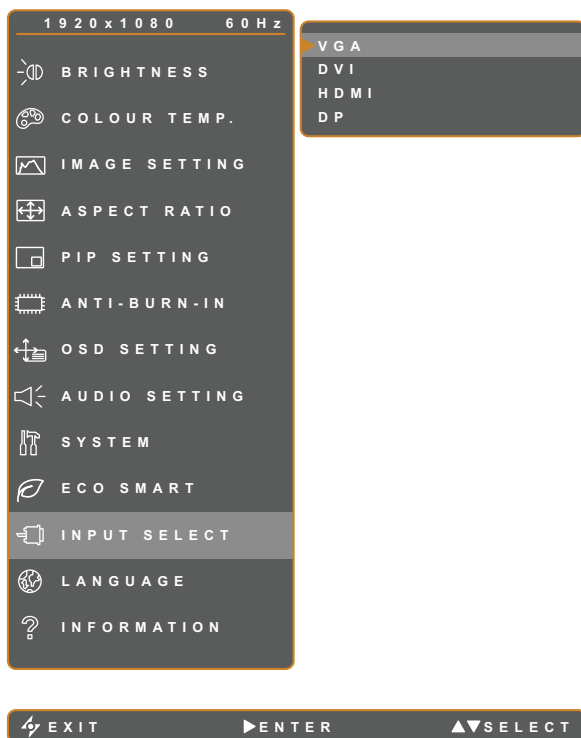 1920x1080 60Hz
BRIGHTNESS
COLOUR TEMP.
IMAGE SETTING
ASPECT RATIO
PIP SETTING
ANTI-BURN-IN
OSD SETTING
AUDIO SETTING
SYSTEM
ECO SMART
INPUT SELECT
LANGUAGE
INFORMATION
VGA
DVI
HDMI
DP
EXIT ▶ENTER ▲▼SELECT